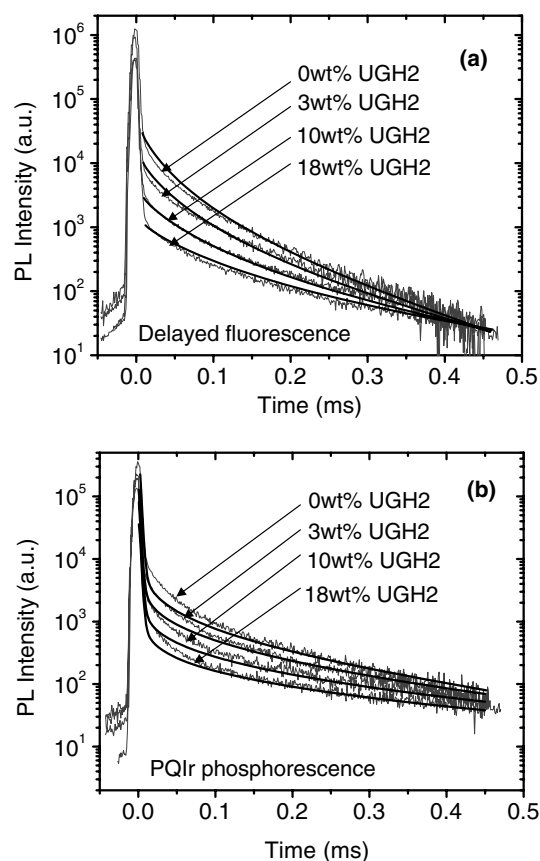 (a)
10^6
10^5
10^4
10^3
10^2
10^1
PL Intensity (a.u.)
0wt% UGH2
3wt% UGH2
10wt% UGH2
18wt% UGH2
Delayed fluorescence
0.0 0.1 0.2 0.3 0.4 0.5
Time (ms)
(b)
10^5
10^4
10^3
10^2
10^1
PL Intensity (a.u.)
0wt% UGH2
3wt% UGH2
10wt% UGH2
18wt% UGH2
PQIr phosphorescence
0.0 0.1 0.2 0.3 0.4 0.5
Time (ms)